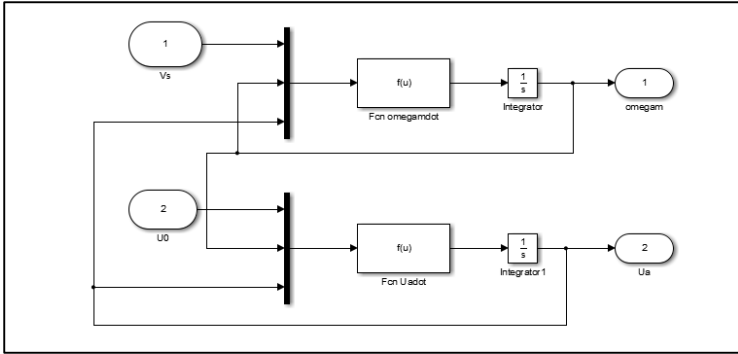 1
Vs
f(u)
Fcn omegamdot
1
s
Integrator
1
omegam
2
U0
f(u)
Fcn Uadot
1
s
Integrator1
2
Ua